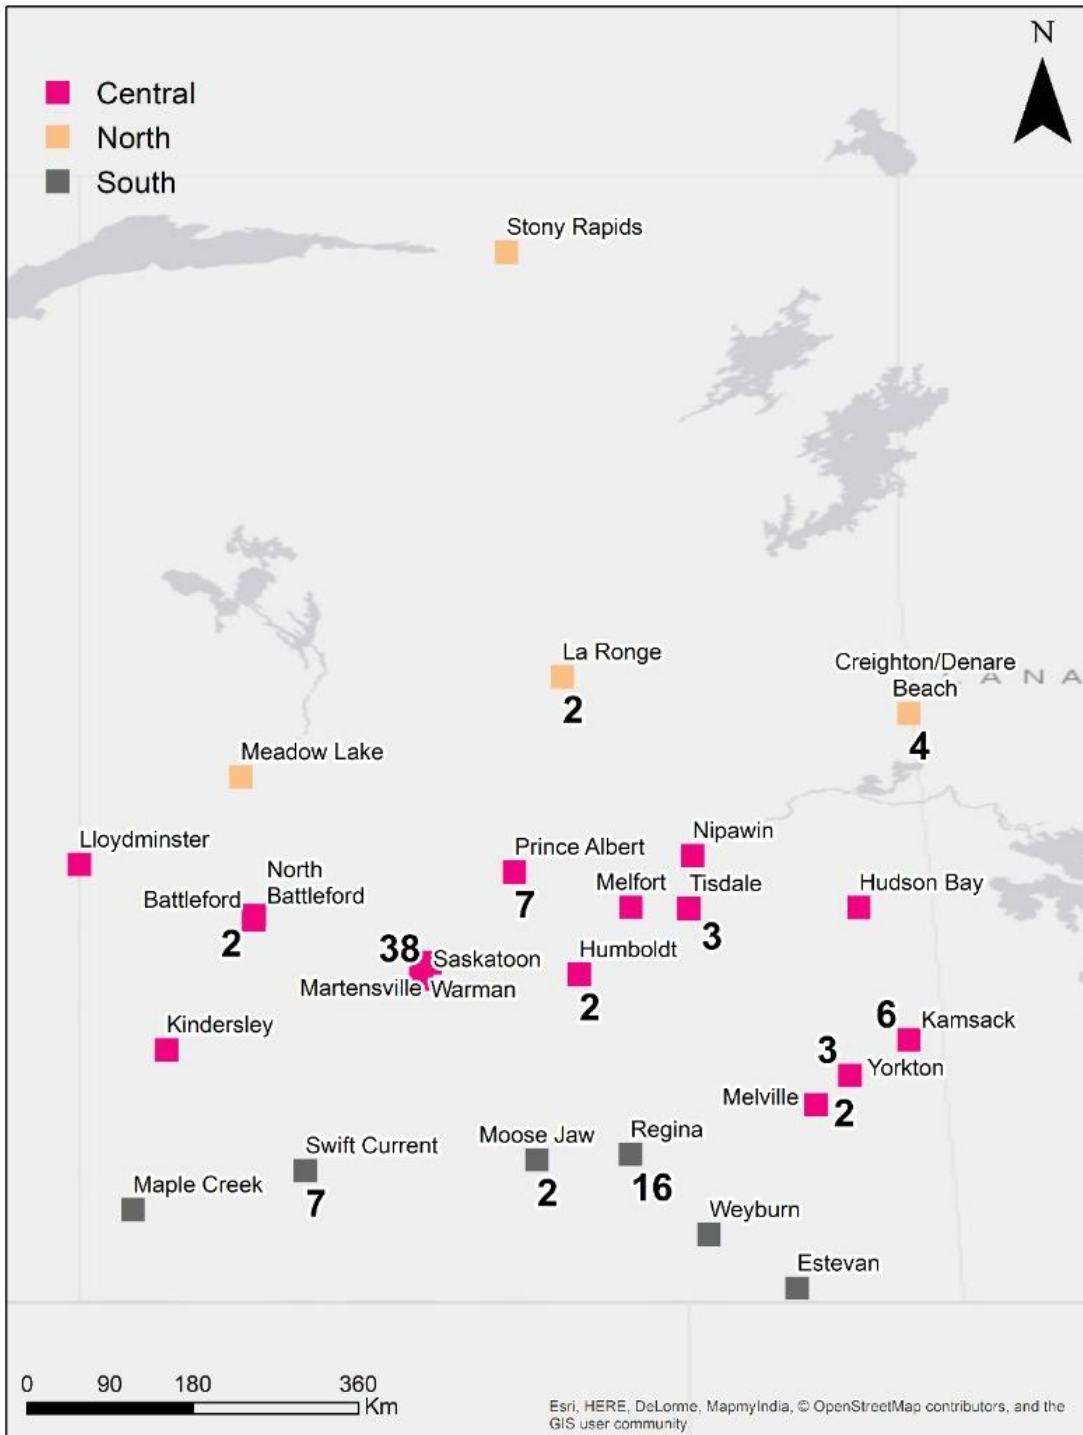 N
Central
North
South
Stony Rapids
La Ronge
2
Creighton/Denare
Beach
ANA
4
Meadow Lake
Lloydminster
Nipawin
Prince Albert
7
North
Battleford
Battleford
2
Melfort
Tisdale
3
Hudson Bay
38
Saskatoon
Martensville
Warman
Humboldt
2
Kindersley
6
Kamsack
3
Yorkton
Melville
2
Swift Current
7
Moose Jaw
2
Regina
16
Maple Creek
Weyburn
Estevan
0 90 180 360
Km
Esri, HERE, DeLorme, MapmyIndia, © OpenStreetMap contributors, and the
GIS user community